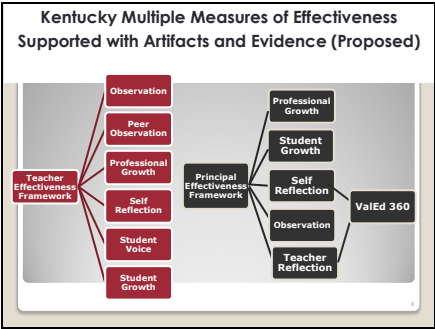 Kentucky Multiple Measures of Effectiveness
Supported with Artifacts and Evidence (Proposed)
Teacher
Effectiveness
Framework
Observation
Peer
Observation
Professional
Growth
Self
Reflection
Student
Voice
Student
Growth
Principal
Effectiveness
Framework
Professional
Growth
Student
Growth
Self
Reflection
Observation
Teacher
Reflection
ValEd 360